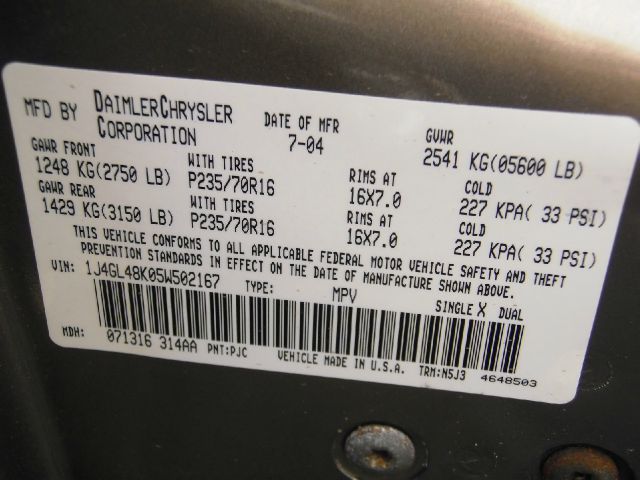 MFD BY DAIMLERCHRYSLER CORPORATION DATE OF MFR 7-04 GVWR 2541 KG(05600 LB)
GAWR FRONT WITH TIRES RIMS AT COLD
1248 KG(2750 LB) P235/70R16 16X7.0 227 KPA( 33 PSI)
GAWR REAR WITH TIRES RIMS AT COLD
1429 KG(3150 LB) P235/70R16 16X7.0 227 KPA( 33 PSI)
THIS VEHICLE CONFORMS TO ALL APPLICABLE FEDERAL MOTOR VEHICLE SAFETY AND THEFT
PREVENTION STANDARDS IN EFFECT ON THE DATE OF MANUFACTURE SHOWN ABOVE.
VIN: 1J4GL48K05W502167 TYPE: MPV SINGLE X DUAL
MDH: 071316 314AA PNT:PJC VEHICLE MADE IN U.S.A. TRM:N5J3 4648503